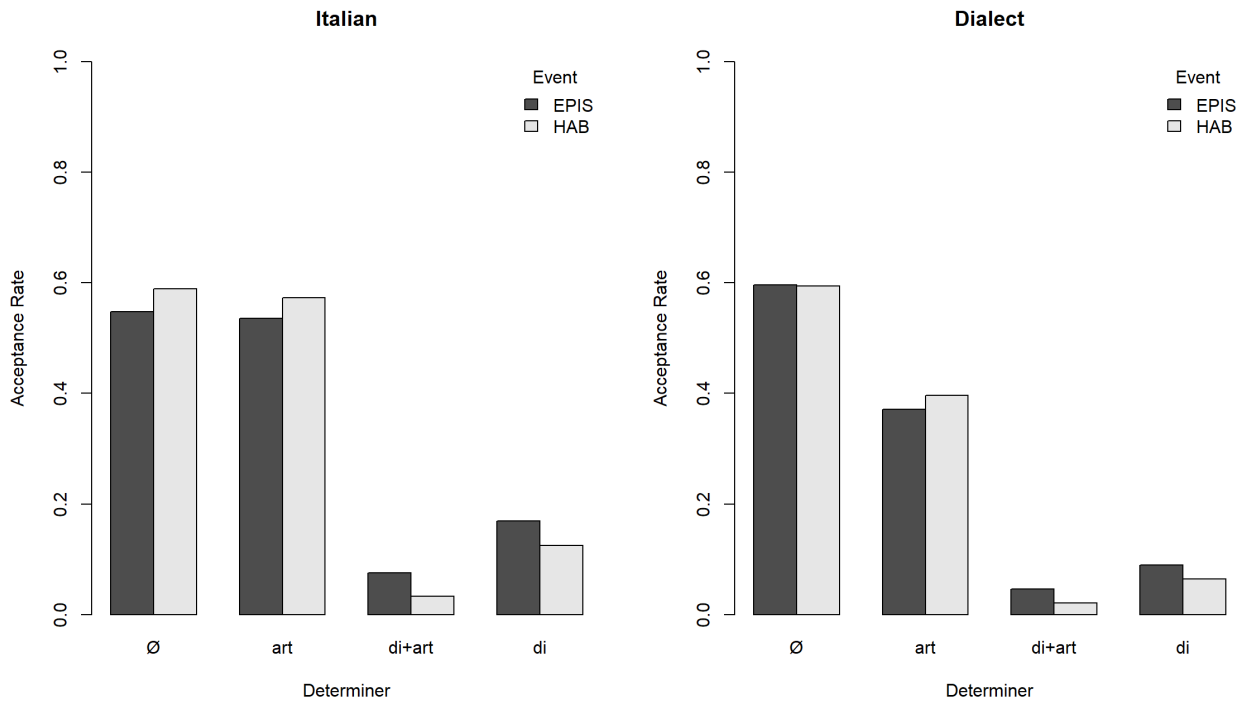 Italian
Event
EPIS
HAB
Acceptance Rate
1.0
0.8
0.6
0.4
0.2
0.0
Ø art di+art di
Determiner
Dialect
Event
EPIS
HAB
Acceptance Rate
1.0
0.8
0.6
0.4
0.2
0.0
Ø art di+art di
Determiner